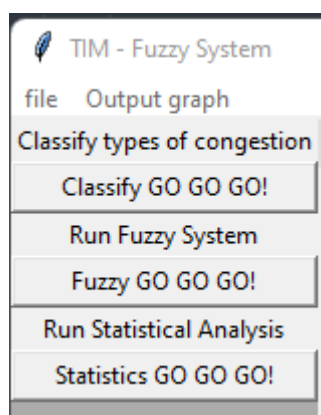 TIM - Fuzzy System
file Output graph
Classify types of congestion
Classify GO GO GO!
Run Fuzzy System
Fuzzy GO GO GO!
Run Statistical Analysis
Statistics GO GO GO!